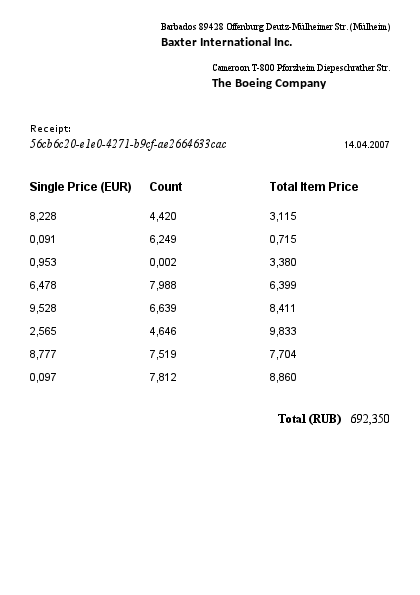 Barbados 89428 Offenburg Deutz-Mülheimer Str. (Mülheim)
Baxter International Inc.
Cameroon T-800 Pforzheim Diepeschrather Str.
The Boeing Company
Receipt:
56cb6c20-e1e0-4271-b9cf-ae2664633cac 14.04.2007
Single Price (EUR) Count Total Item Price
8,228 4,420 3,115
0,091 6,249 0,715
0,953 0,002 3,380
6,478 7,988 6,399
9,528 6,639 8,411
2,565 4,646 9,833
8,777 7,519 7,704
0,097 7,812 8,860
Total (RUB) 692,350